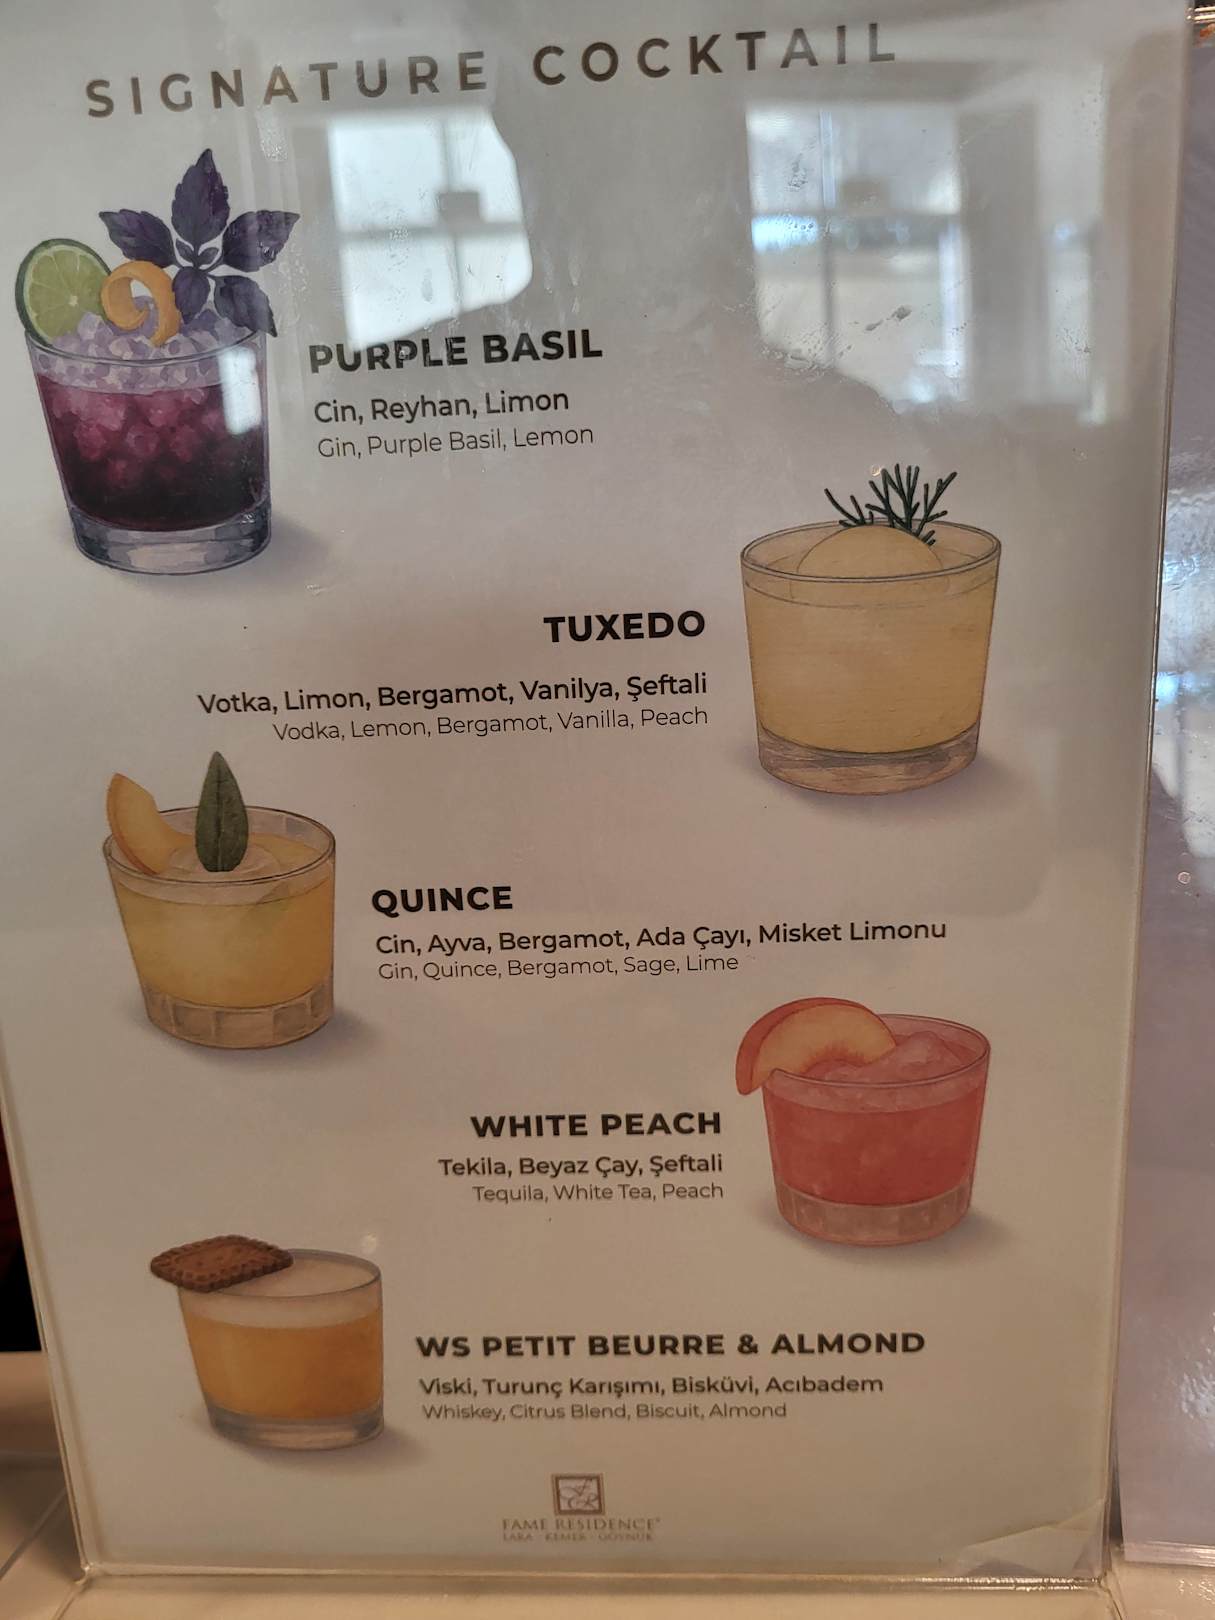 SIGNATURE COCKTAIL
PURPLE BASIL
Cin, Reyhan, Limon
Gin, Purple Basil, Lemon
TUXEDO
Votka, Limon, Bergamot, Vanilya, Şeftali
Vodka, Lemon, Bergamot, Vanilla, Peach
QUINCE
Cin, Ayva, Bergamot, Ada Çayı, Misket Limonu
Gin, Quince, Bergamot, Sage, Lime
WHITE PEACH
Tekila, Beyaz Çay, Şeftali
Tequila, White Tea, Peach
WS PETIT BEURRE & ALMOND
Viski, Turunç Karışımı, Bisküvi, Acıbadem
Whiskey, Citrus Blend, Biscuit, Almond
FR
FAME RESIDENCE
LARA - KEMER - GÖYNÜK